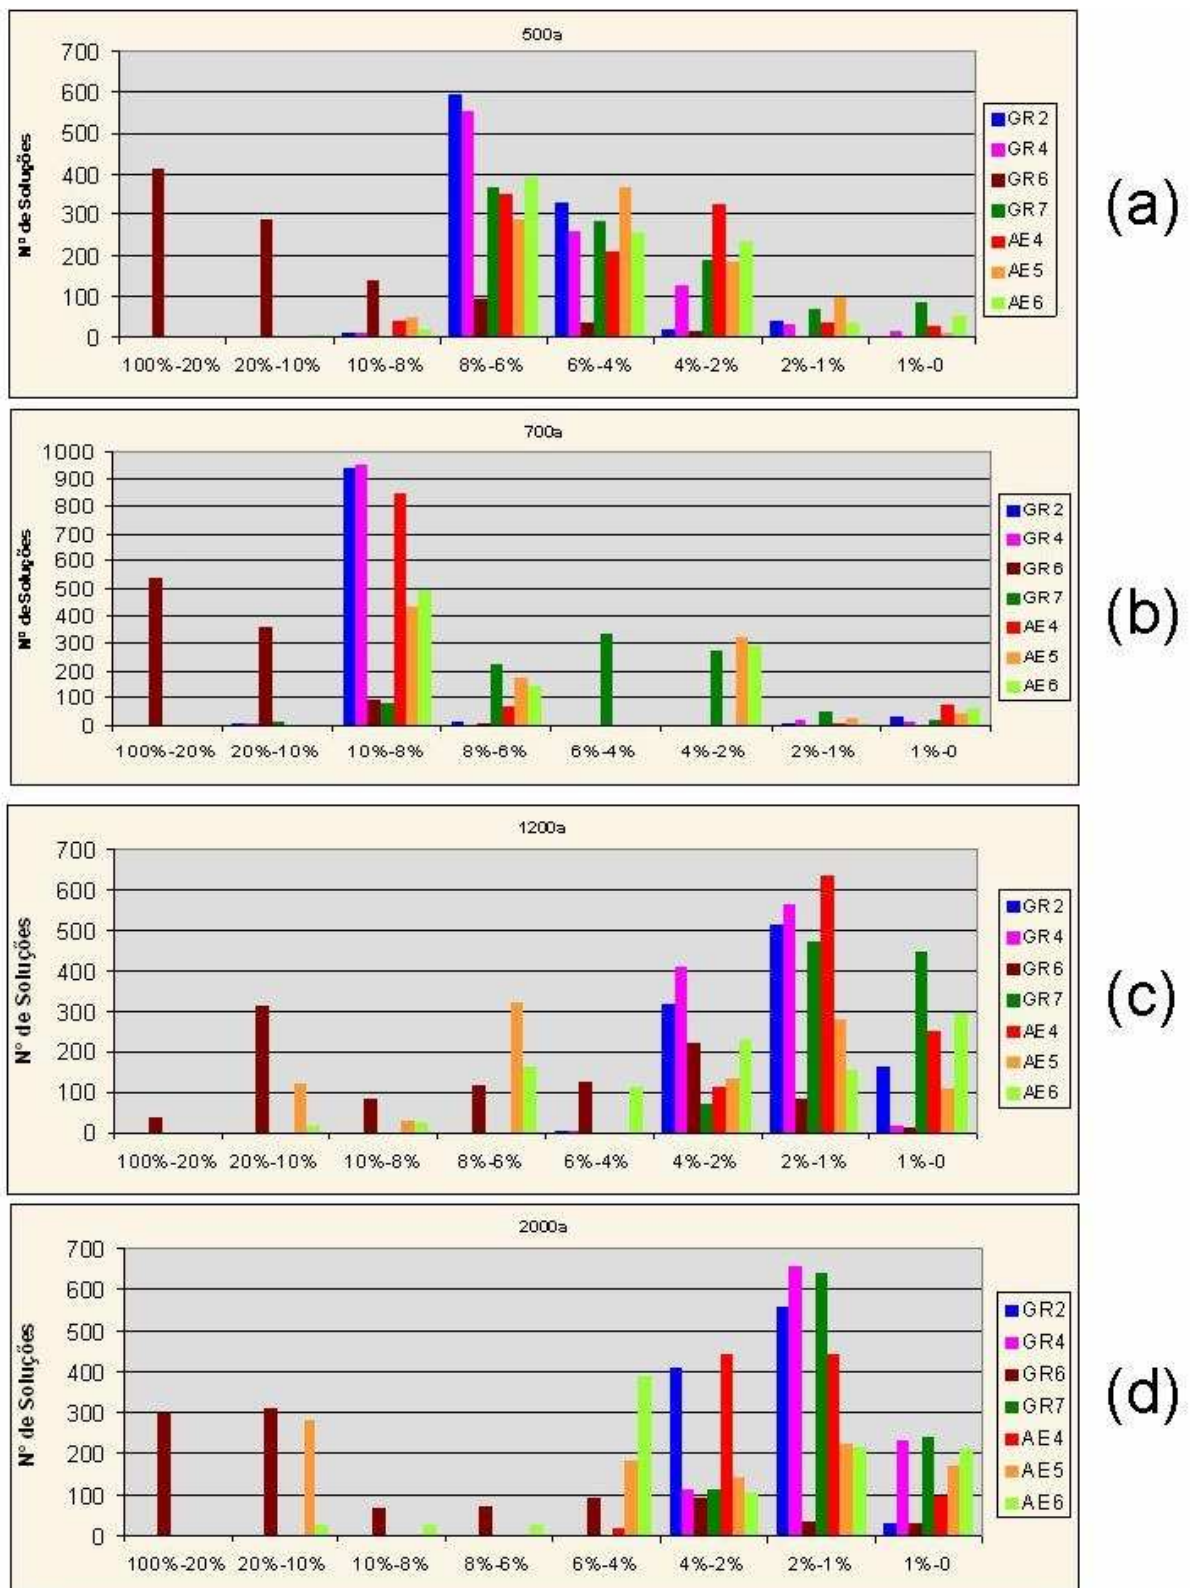 500a
700
600
500
400
300
200
100
0
Nº de Soluções
100%-20% 20%-10% 10%-8% 8%-6% 6%-4% 4%-2% 2%-1% 1%-0
GR2
GR4
GR6
GR7
AE4
AE5
AE6
(a)
700a
1000
900
800
700
600
500
400
300
200
100
0
Nº de Soluções
100%-20% 20%-10% 10%-8% 8%-6% 6%-4% 4%-2% 2%-1% 1%-0
GR2
GR4
GR6
GR7
AE4
AE5
AE6
(b)
1200a
700
600
500
400
300
200
100
0
N° de Soluções
100%-20% 20%-10% 10%-8% 8%-6% 6%-4% 4%-2% 2%-1% 1%-0
GR2
GR4
GR6
GR7
AE4
AE5
AE6
(c)
2000a
700
600
500
400
300
200
100
0
N° de Soluções
100%-20% 20%-10% 10%-8% 8%-6% 6%-4% 4%-2% 2%-1% 1%-0
GR2
GR4
GR6
GR7
AE4
AE5
AE6
(d)